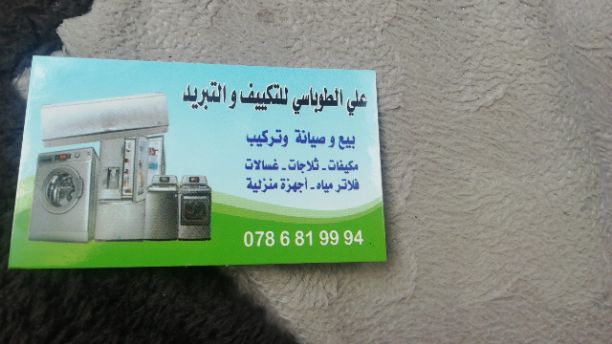 علي الطوباسي للتكييف و التبريد
بيع و صيانة وتركيب
مكيفات - ثلاجات - غسالات
فلاتر مياه - أجهزة منزلية
078 6 81 99 94